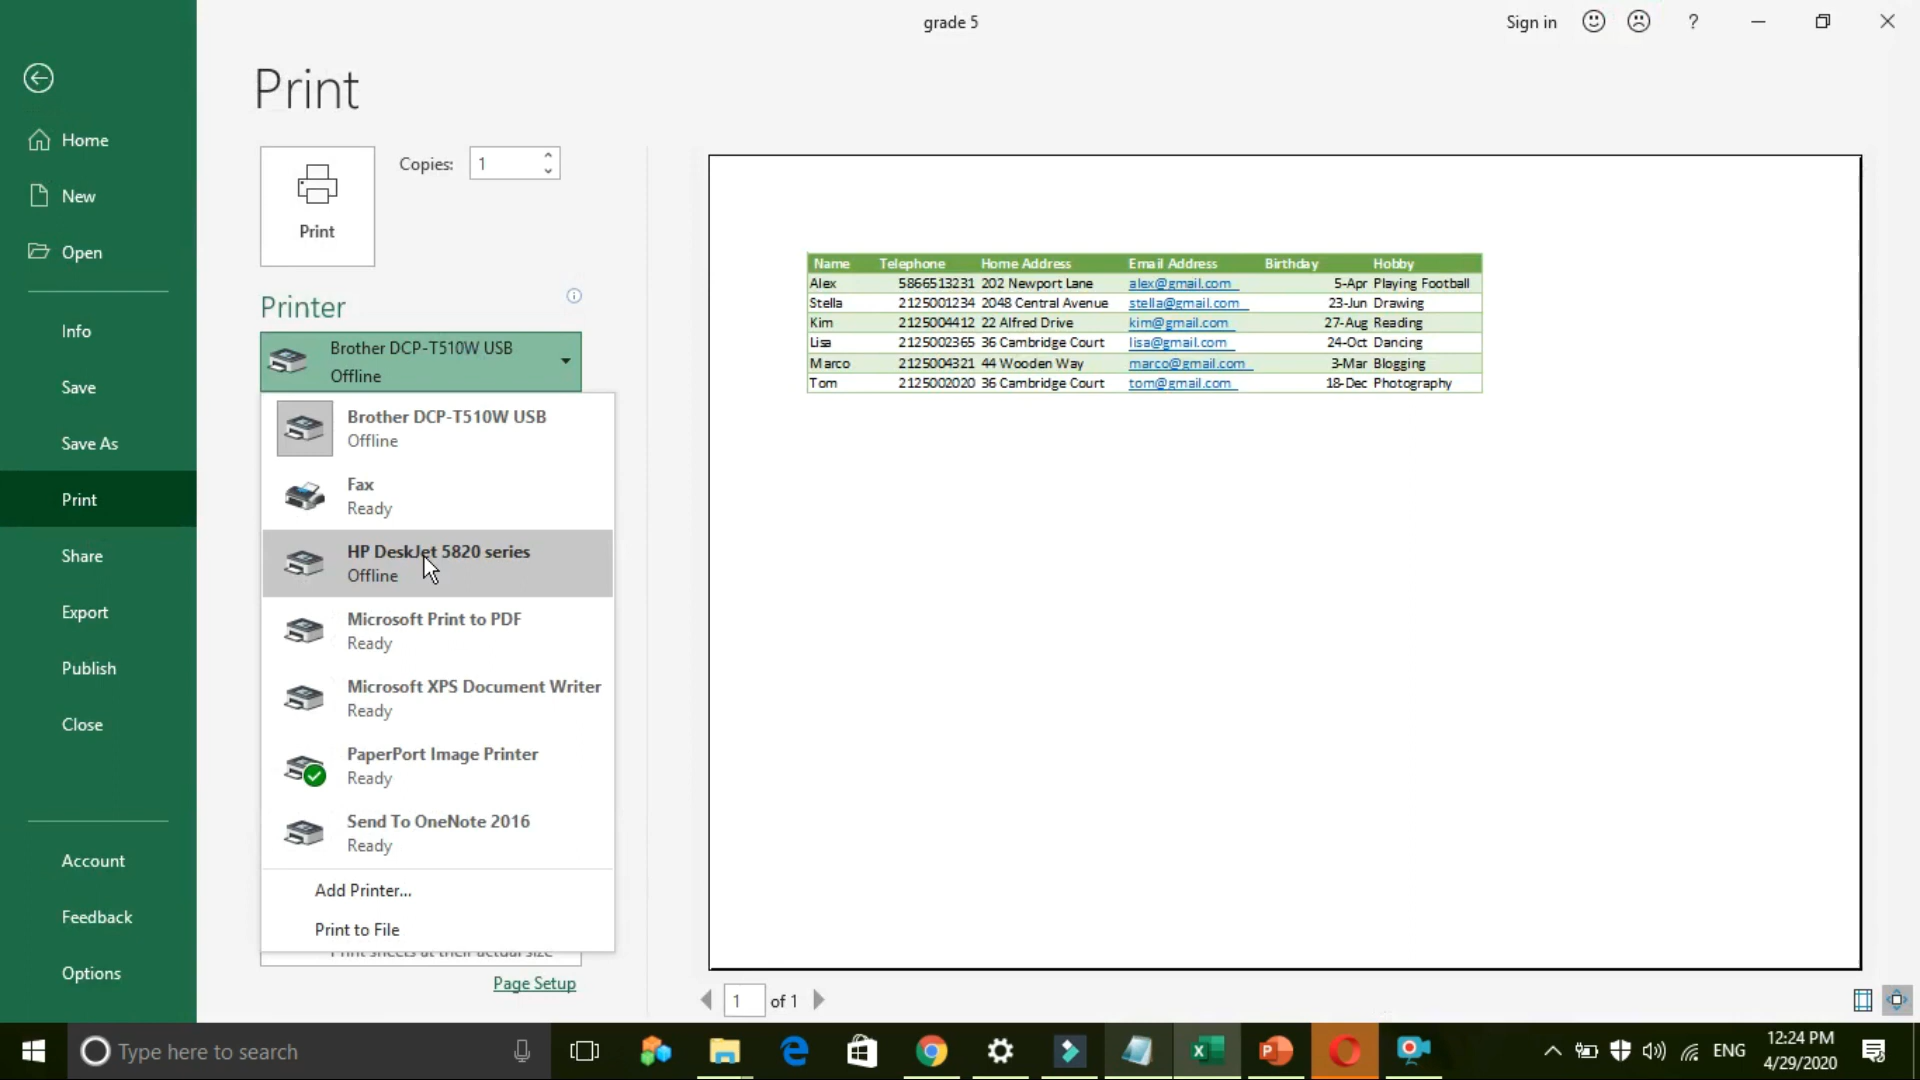 grade 5
Sign in
?
Print
Home
New
Open
Info
Save
Save As
Print
Share
Export
Publish
Close
Account
Feedback
Options
Print
Copies: 1
Printer
Brother DCP-T510W USB
Offline
Brother DCP-T510W USB
Offline
Fax
Ready
HP DeskJet 5820 series
Offline
Microsoft Print to PDF
Ready
Microsoft XPS Document Writer
Ready
PaperPort Image Printer
Ready
Send To OneNote 2016
Ready
Add Printer...
Print to File
Print sheets at their actual size
Page Setup
Name Telephone Home Address Email Address Birthday Hobby
Alex 5866513231 202 Newport Lane alex@gmail.com 5-Apr Playing Football
Stella 2125001234 2048 Central Avenue stella@gmail.com 23-Jun Drawing
Kim 2125004412 22 Alfred Drive kim@gmail.com 27-Aug Reading
Lisa 2125002365 36 Cambridge Court lisa@gmail.com 24-Oct Dancing
Marco 2125004321 44 Wooden Way marco@gmail.com 3-Mar Blogging
Tom 2125002020 36 Cambridge Court tom@gmail.com 18-Dec Photography
1 of 1
Type here to search
ENG
12:24 PM
4/29/2020